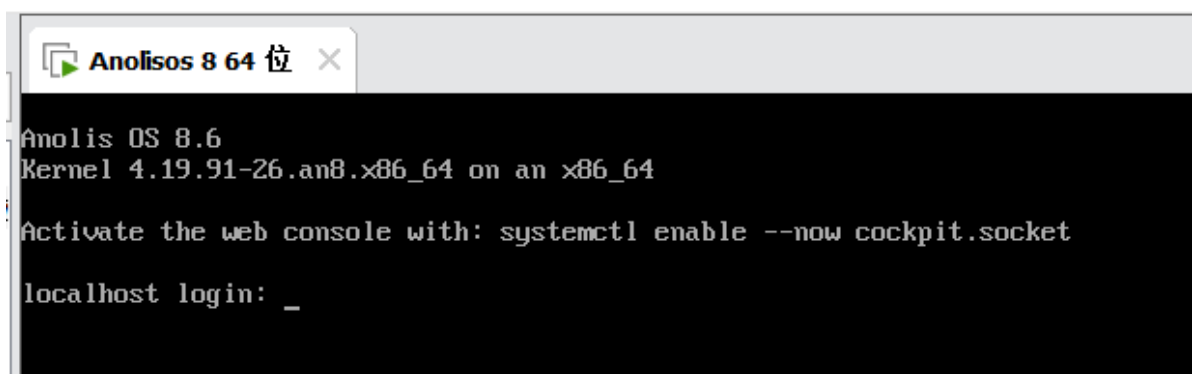 Anolisos 8 64 位
Anolis OS 8.6
Kernel 4.19.91-26.an8.x86_64 on an x86_64
Activate the web console with: systemctl enable --now cockpit.socket
localhost login: _